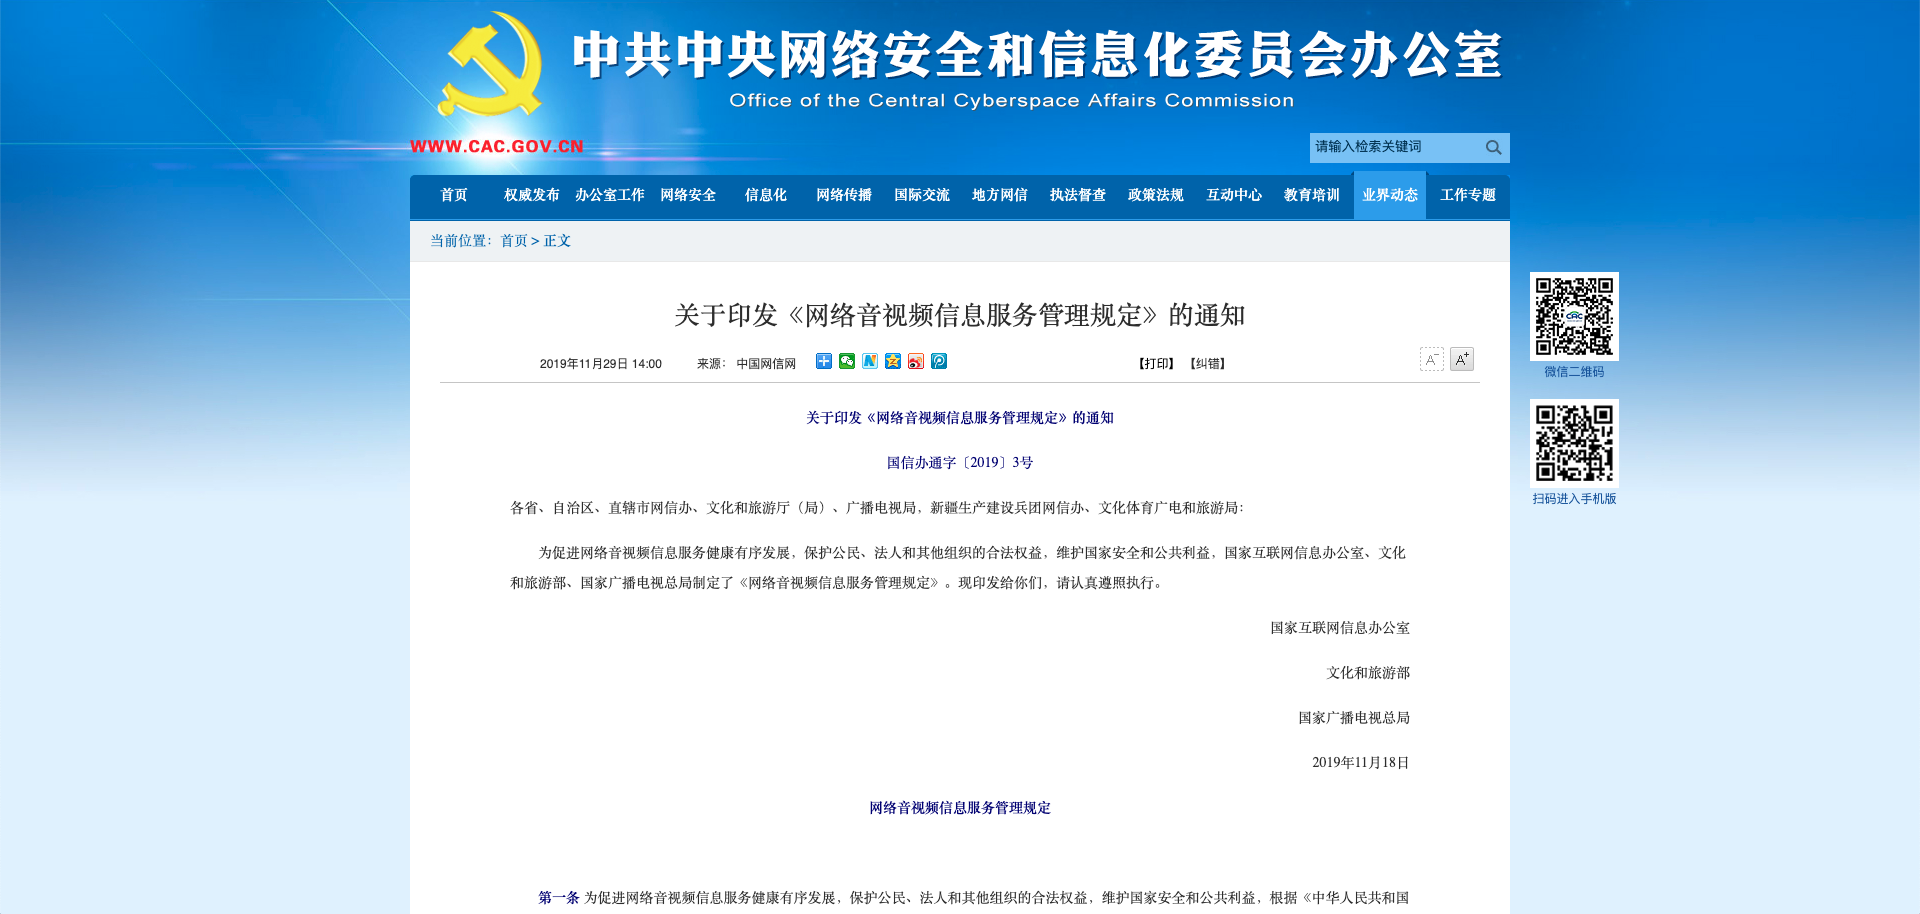 中共中央网络安全和信息化委员会办公室
Office of the Central Cyberspace Affairs Commission
WWW.CAC.GOV.CN
请输入检索关键词
首页 权威发布 办公室工作 网络安全 信息化 网络传播 国际交流 地方网信 执法督查 政策法规 互动中心 教育培训 业界动态 工作专题
当前位置：首页 > 正文
关于印发《网络音视频信息服务管理规定》的通知
2019年11月29日 14:00 来源： 中国网信网 【打印】 【纠错】 A- A+
关于印发《网络音视频信息服务管理规定》的通知
国信办通字〔2019〕3号
各省、自治区、直辖市网信办、文化和旅游厅（局）、广播电视局，新疆生产建设兵团网信办、文化体育广电和旅游局：
为促进网络音视频信息服务健康有序发展，保护公民、法人和其他组织的合法权益，维护国家安全和公共利益，国家互联网信息办公室、文化
和旅游部、国家广播电视总局制定了《网络音视频信息服务管理规定》。现印发给你们，请认真遵照执行。
国家互联网信息办公室
文化和旅游部
国家广播电视总局
2019年11月18日
网络音视频信息服务管理规定
第一条 为促进网络音视频信息服务健康有序发展，保护公民、法人和其他组织的合法权益，维护国家安全和公共利益，根据《中华人民共和国
CAC
微信二维码
扫码进入手机版